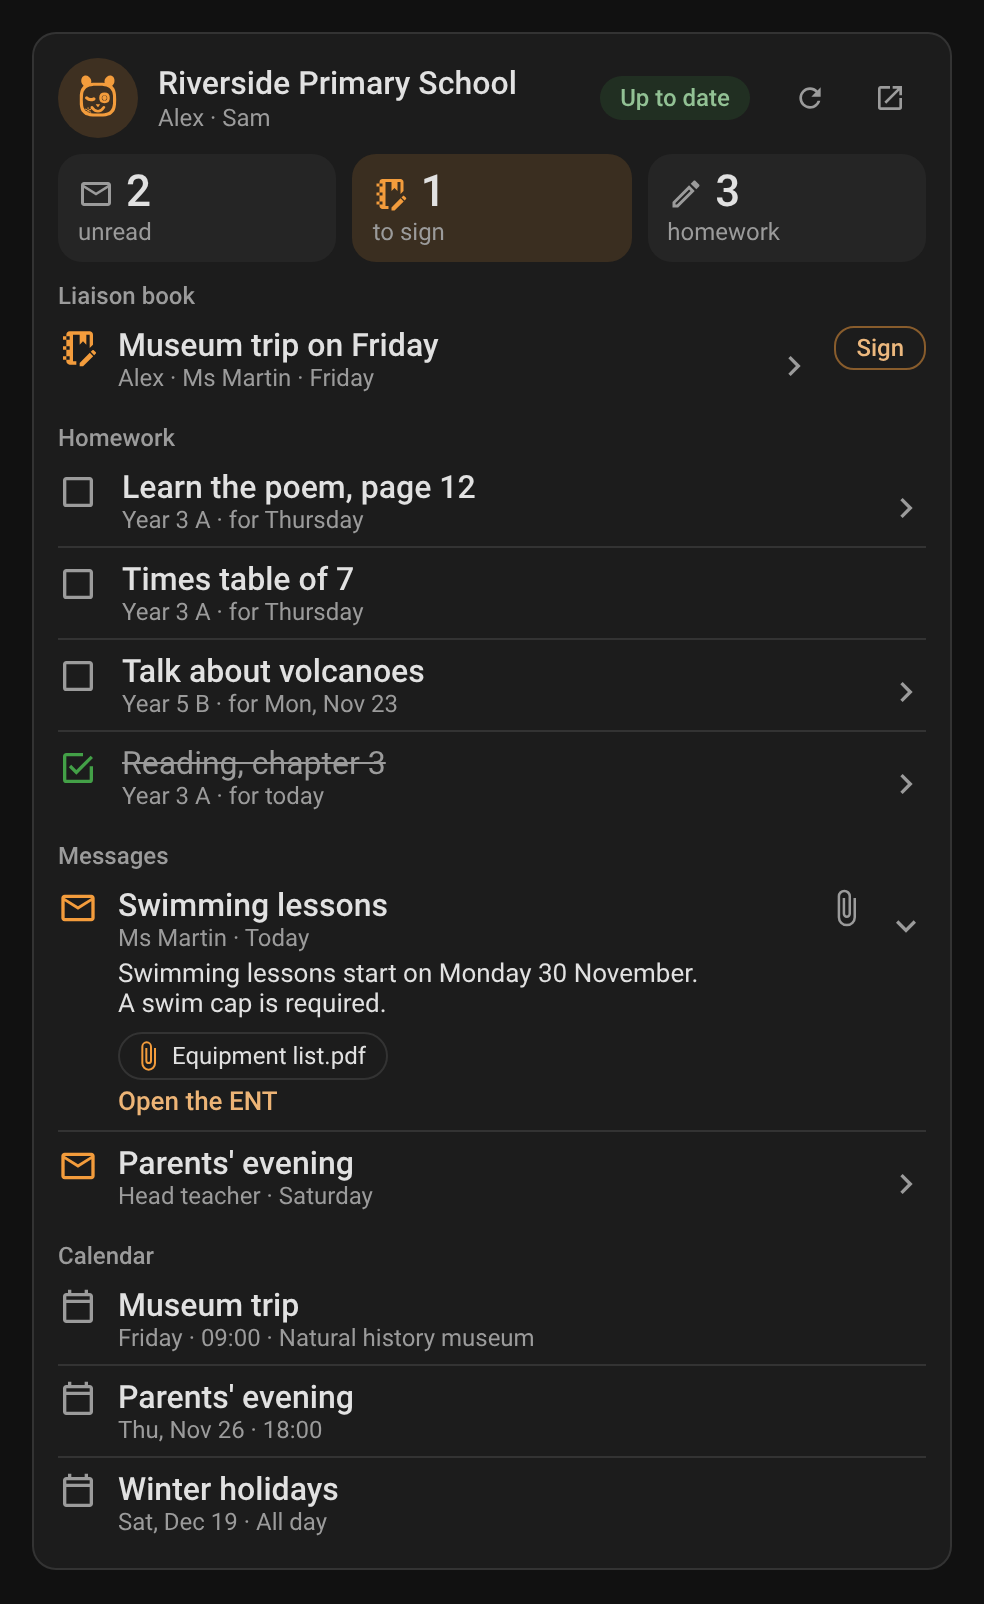 Riverside Primary School
Alex · Sam
Up to date
2
unread
1
to sign
3
homework
Liaison book
Museum trip on Friday
Alex · Ms Martin · Friday
Sign
Homework
Learn the poem, page 12
Year 3 A · for Thursday
Times table of 7
Year 3 A · for Thursday
Talk about volcanoes
Year 5 B · for Mon, Nov 23
Reading, chapter 3
Year 3 A · for today
Messages
Swimming lessons
Ms Martin · Today
Swimming lessons start on Monday 30 November.
A swim cap is required.
Equipment list.pdf
Open the ENT
Parents' evening
Head teacher · Saturday
Calendar
Museum trip
Friday · 09:00 · Natural history museum
Parents' evening
Thu, Nov 26 · 18:00
Winter holidays
Sat, Dec 19 · All day